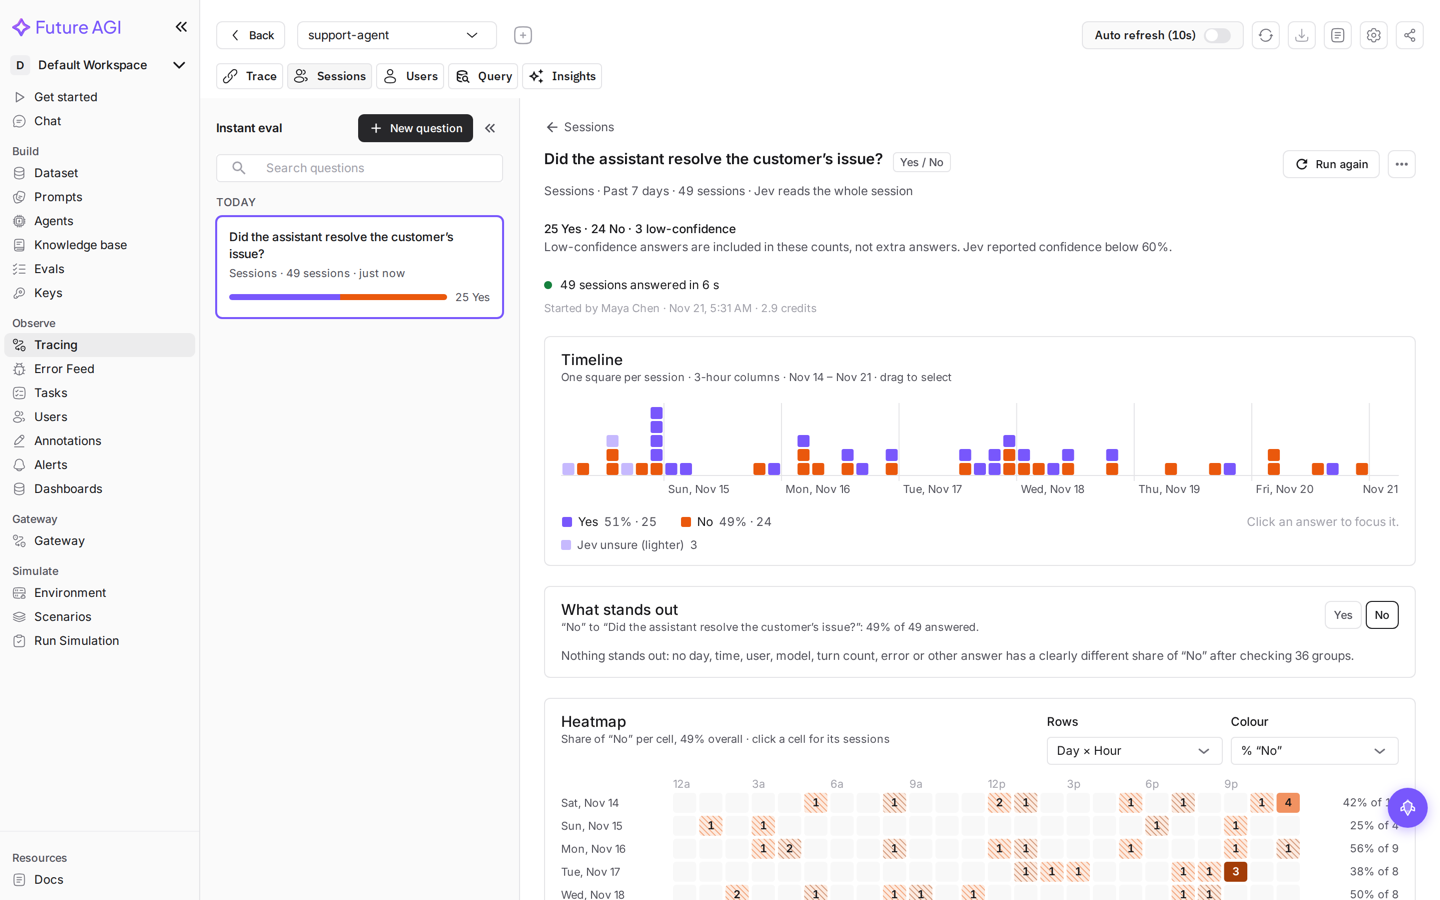 Future AGI
D Default Workspace
Get started
Chat
Build
Dataset
Prompts
Agents
Knowledge base
Evals
Keys
Observe
Tracing
Error Feed
Tasks
Users
Annotations
Alerts
Dashboards
Gateway
Gateway
Simulate
Environment
Scenarios
Run Simulation
Resources
Docs
Back
support-agent
Auto refresh (10s)
Trace
Sessions
Users
Query
Insights
Instant eval
New question
Search questions
TODAY
Did the assistant resolve the customer’s
issue?
Sessions · 49 sessions · just now
25 Yes
Sessions
Did the assistant resolve the customer’s issue? Yes / No
Run again
Sessions · Past 7 days · 49 sessions · Jev reads the whole session
25 Yes · 24 No · 3 low-confidence
Low-confidence answers are included in these counts, not extra answers. Jev reported confidence below 60%.
49 sessions answered in 6 s
Started by Maya Chen · Nov 21, 5:31 AM · 2.9 credits
Timeline
One square per session · 3-hour columns · Nov 14 – Nov 21 · drag to select
Sun, Nov 15 Mon, Nov 16 Tue, Nov 17 Wed, Nov 18 Thu, Nov 19 Fri, Nov 20 Nov 21
Yes 51% · 25 No 49% · 24 Click an answer to focus it.
Jev unsure (lighter) 3
What stands out
Yes No
“No” to “Did the assistant resolve the customer’s issue?”: 49% of 49 answered.
Nothing stands out: no day, time, user, model, turn count, error or other answer has a clearly different share of “No” after checking 36 groups.
Heatmap
Share of “No” per cell, 49% overall · click a cell for its sessions
Rows Colour
Day × Hour % “No”
12a 3a 6a 9a 12p 3p 6p 9p
Sat, Nov 14 1 1 2 1 1 1 1 4 42% of
Sun, Nov 15 1 1 1 1 25% of 4
Mon, Nov 16 1 2 1 1 1 1 1 1 56% of 9
Tue, Nov 17 1 1 1 1 1 3 38% of 8
Wed, Nov 18 2 1 1 1 1 1 1 50% of 8